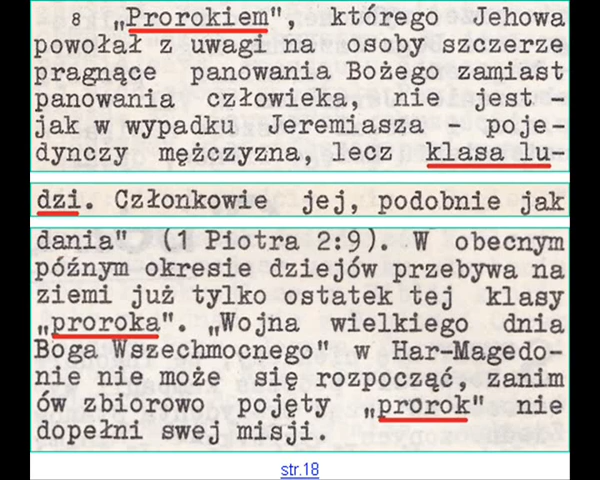 8 „Prorokiem", którego Jehowa
powołał z uwagi na osoby szczerze
pragnące panowania Bożego zamiast
panowania człowieka, nie jest -
jak w wypadku Jeremiasza - poje-
dynczy mężczyzna, lecz klasa lu-
dzi. Członkowie jej, podobnie jak
dania" (1 Piotra 2:9). W obecnym
późnym okresie dziejów przebywa na
ziemi już tylko ostatek tej klasy
„proroka". „Wojna wielkiego dnia
Boga Wszechmocnego" w Har-Magedo-
nie nie może się rozpocząć, zanim
ów zbiorowo pojęty „prorok" nie
dopełni swej misji.
str.18